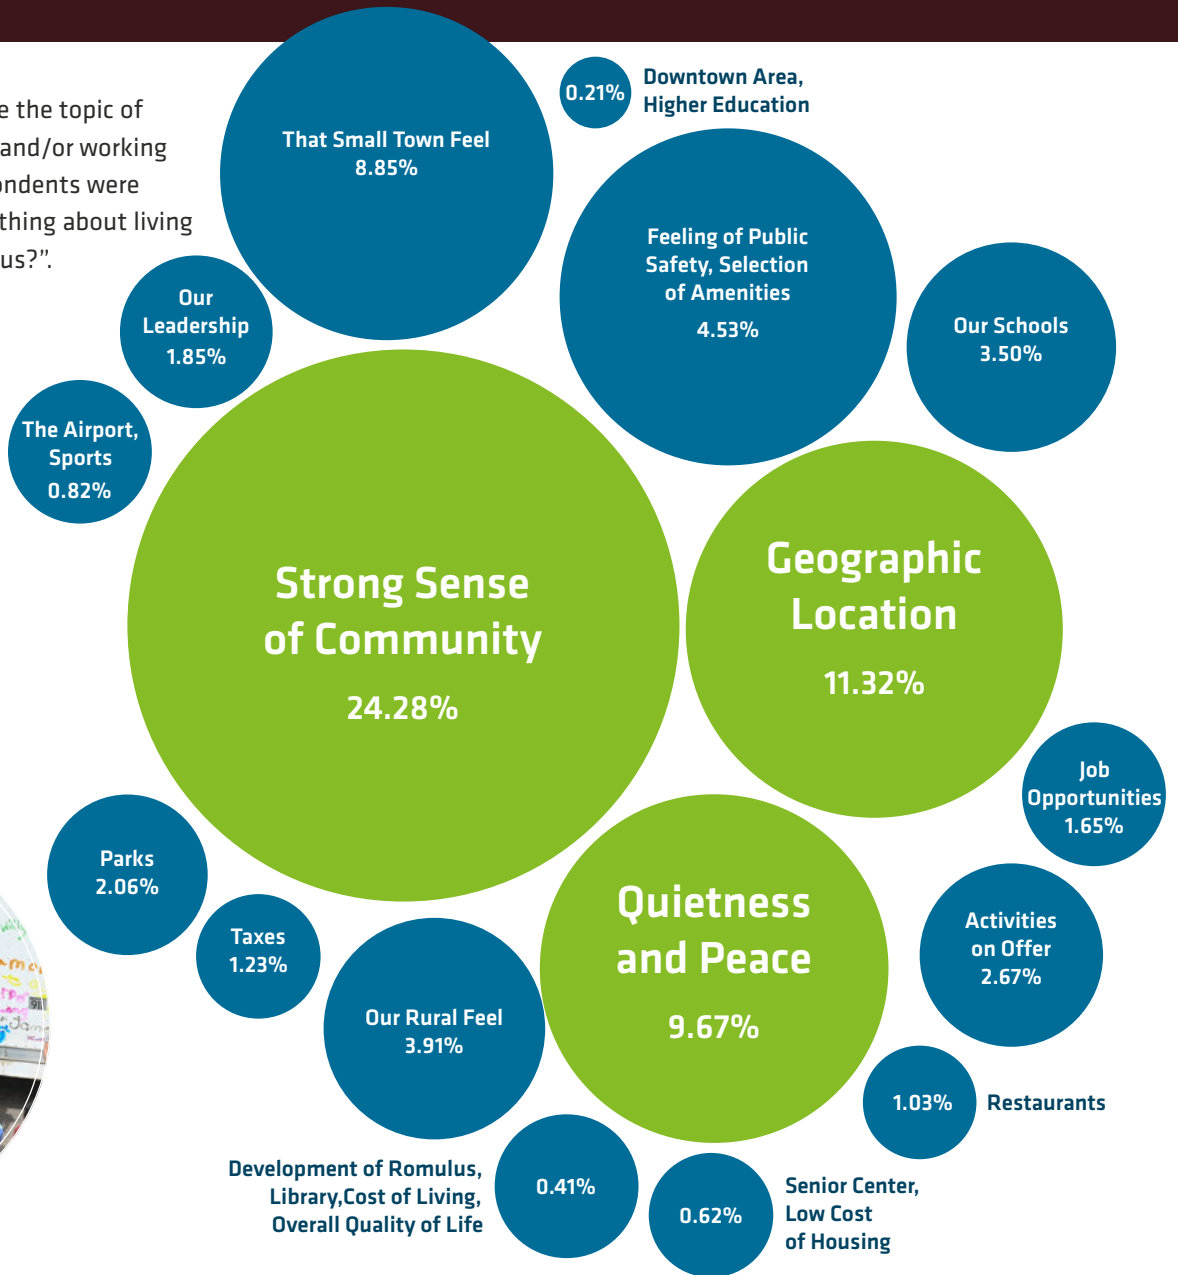 e the topic of
and/or working
ondents were
thing about living
us?”.
That Small Town Feel
8.85%
0.21%
Downtown Area,
Higher Education
Feeling of Public
Safety, Selection
of Amenities
4.53%
Our Schools
3.50%
Our
Leadership
1.85%
The Airport,
Sports
0.82%
Strong Sense
of Community
24.28%
Geographic
Location
11.32%
Job
Opportunities
1.65%
Parks
2.06%
Taxes
1.23%
Our Rural Feel
3.91%
Quietness
and Peace
9.67%
Activities
on Offer
2.67%
1.03%
Restaurants
Development of Romulus,
Library,Cost of Living,
Overall Quality of Life
0.41%
0.62%
Senior Center,
Low Cost
of Housing